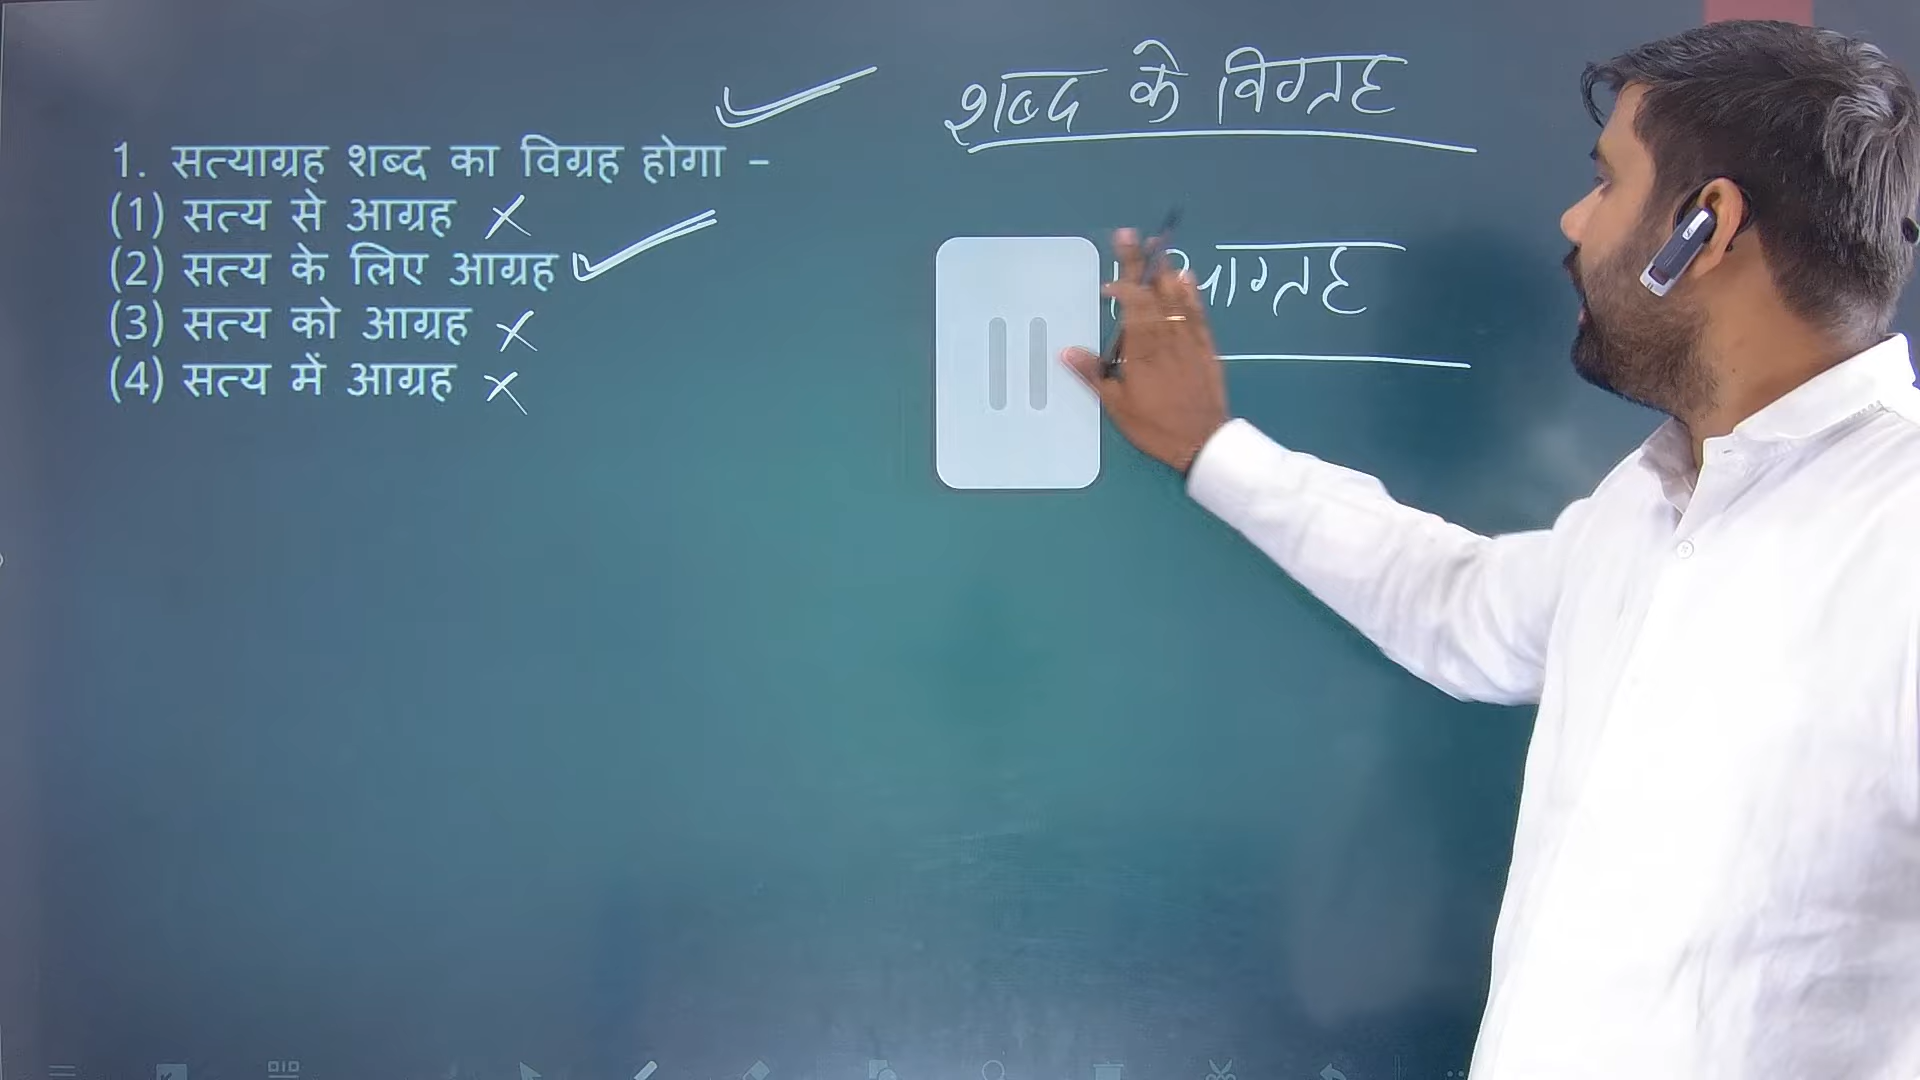 1. सत्याग्रह शब्द का विग्रह होगा –
(1) सत्य से आग्रह
(2) सत्य के लिए आग्रह
(3) सत्य को आग्रह
(4) सत्य में आग्रह
शब्द के विग्रह